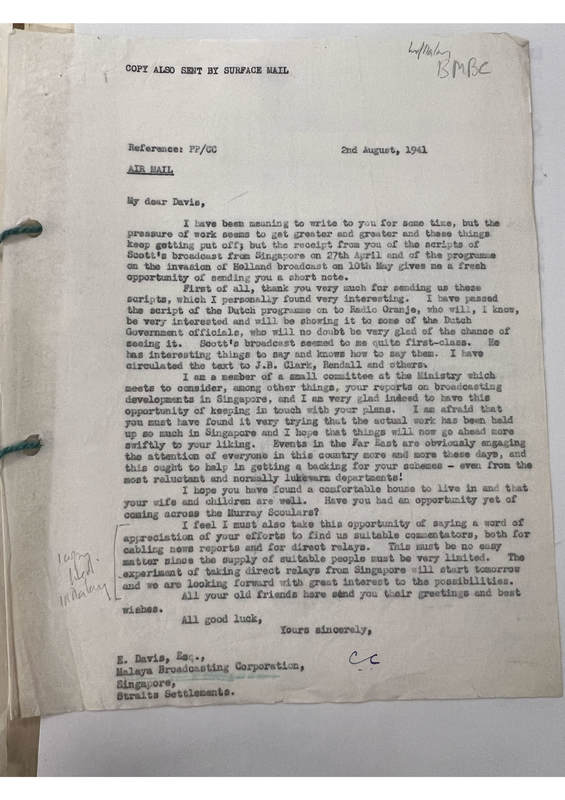 BMBC
COPY ALSO SENT BY SURFACE MAIL
Reference: PP/CC 2nd August, 1941
AIR MAIL
My dear Davis,
I have been meaning to write to you for some time, but the
pressure of work seems to get greater and greater and these things
keep getting put off; but the receipt from you of the scripts of
Scott's broadcast from Singapore on 27th April and of the programme
on the invasion of Holland broadcast on 10th May gives me a fresh
opportunity of sending you a short note.
First of all, thank you very much for sending us these
scripts, which I personally found very interesting. I have passed
the script of the Dutch programme on to Radio Oranje, who will, I know,
be very interested and will be showing it to some of the Dutch
Government officials, who will no doubt be very glad of the chance of
seeing it. Scott's broadcast seemed to me quite first-class. He
has interesting things to say and knows how to say them. I have
circulated the text to J.B. Clark, Rendall and others.
I am a member of a small committee at the Ministry which
meets to consider, among other things, your reports on broadcasting
developments in Singapore, and I am very glad indeed to have this
opportunity of keeping in touch with your plans. I am afraid that
you must have found it very trying that the actual work has been held
up so much in Singapore and I hope that things will now go ahead more
swiftly to your liking. Events in the Far East are obviously engaging
the attention of everyone in this country more and more these days, and
this ought to help in getting a backing for your schemes - even from the
most reluctant and normally lukewarm departments!
I hope you have found a comfortable house to live in and that
your wife and children are well. Have you had an opportunity yet of
coming across the Murray Scoulars?
I feel I must also take this opportunity of saying a word of
appreciation of your efforts to find us suitable commentators, both for
cabling news reports and for direct relays. This must be no easy
matter since the supply of suitable people must be very limited. The
experiment of taking direct relays from Singapore will start tomorrow
and we are looking forward with great interest to the possibilities.
All your old friends here send you their greetings and best
wishes.
All good luck,
Yours sincerely,
CC
E. Davis, Esq.,
Malaya Broadcasting Corporation,
Singapore,
Straits Settlements.